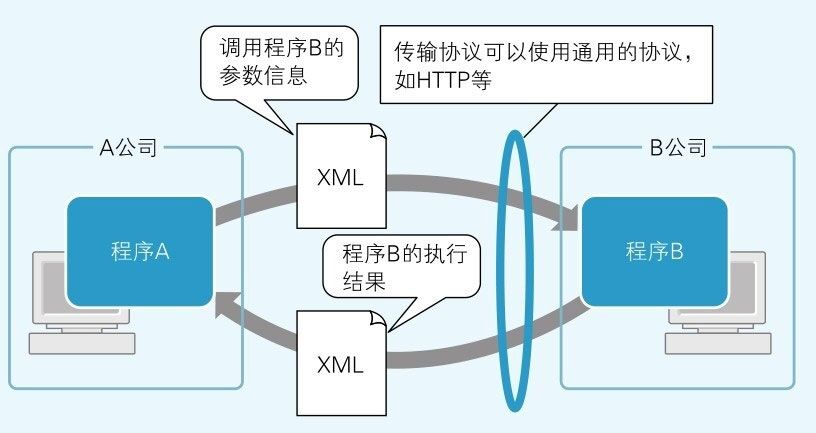 调用程序B的
参数信息
传输协议可以使用通用的协议，
如HTTP等
A公司
B公司
XML
程序A
程序B
程序B的执行
结果
XML